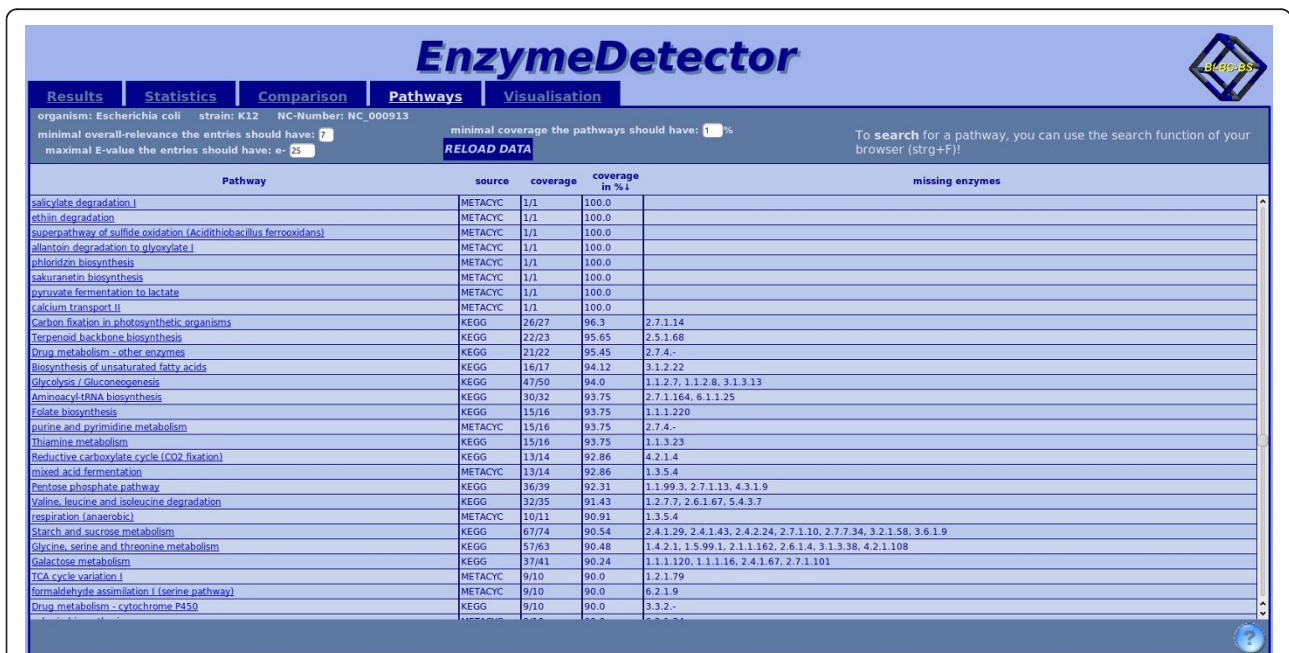 EnzymeDetector
BI-BC-BS
Results Statistics Comparison Pathways Visualisation
organism: Escherichia coli strain: K12 NC-Number: NC_000913
minimal overall-relevance the entries should have: 7 minimal coverage the pathways should have: 1 %
maximal E-value the entries should have: e- 25 RELOAD DATA
To search for a pathway, you can use the search function of your
browser (strg+F)!
Pathway source coverage coverage in %↓ missing enzymes
salicylate degradation I METACYC 1/1 100.0
ethiin degradation METACYC 1/1 100.0
superpathway of sulfide oxidation (Acidithiobacillus ferrooxidans) METACYC 1/1 100.0
allantoin degradation to glyoxylate I METACYC 1/1 100.0
phloridzin biosynthesis METACYC 1/1 100.0
sakuranetin biosynthesis METACYC 1/1 100.0
pyruvate fermentation to lactate METACYC 1/1 100.0
calcium transport II METACYC 1/1 100.0
Carbon fixation in photosynthetic organisms KEGG 26/27 96.3 2.7.1.14
Terpenoid backbone biosynthesis KEGG 22/23 95.65 2.5.1.68
Drug metabolism - other enzymes KEGG 21/22 95.45 2.7.4.-
Biosynthesis of unsaturated fatty acids KEGG 16/17 94.12 3.1.2.22
Glycolysis / Gluconeogenesis KEGG 47/50 94.0 1.1.2.7, 1.1.2.8, 3.1.3.13
Aminoacyl-tRNA biosynthesis KEGG 30/32 93.75 2.7.1.164, 6.1.1.25
Folate biosynthesis KEGG 15/16 93.75 1.1.1.220
purine and pyrimidine metabolism METACYC 15/16 93.75 2.7.4.-
Thiamine metabolism KEGG 15/16 93.75 1.1.3.23
Reductive carboxylate cycle (CO2 fixation) KEGG 13/14 92.86 4.2.1.4
mixed acid fermentation METACYC 13/14 92.86 1.3.5.4
Pentose phosphate pathway KEGG 36/39 92.31 1.1.99.3, 2.7.1.13, 4.3.1.9
Valine, leucine and isoleucine degradation KEGG 32/35 91.43 1.2.7.7, 2.6.1.67, 5.4.3.7
respiration (anaerobic) METACYC 10/11 90.91 1.3.5.4
Starch and sucrose metabolism KEGG 67/74 90.54 2.4.1.29, 2.4.1.43, 2.4.2.24, 2.7.1.10, 2.7.7.34, 3.2.1.58, 3.6.1.9
Glycine, serine and threonine metabolism KEGG 57/63 90.48 1.4.2.1, 1.5.99.1, 2.1.1.162, 2.6.1.4, 3.1.3.38, 4.2.1.108
Galactose metabolism KEGG 37/41 90.24 1.1.1.120, 1.1.1.16, 2.4.1.67, 2.7.1.101
TCA cycle variation I METACYC 9/10 90.0 1.2.1.79
formaldehyde assimilation I (serine pathway) METACYC 9/10 90.0 6.2.1.9
Drug metabolism - cytochrome P450 KEGG 9/10 90.0 3.3.2.-
?